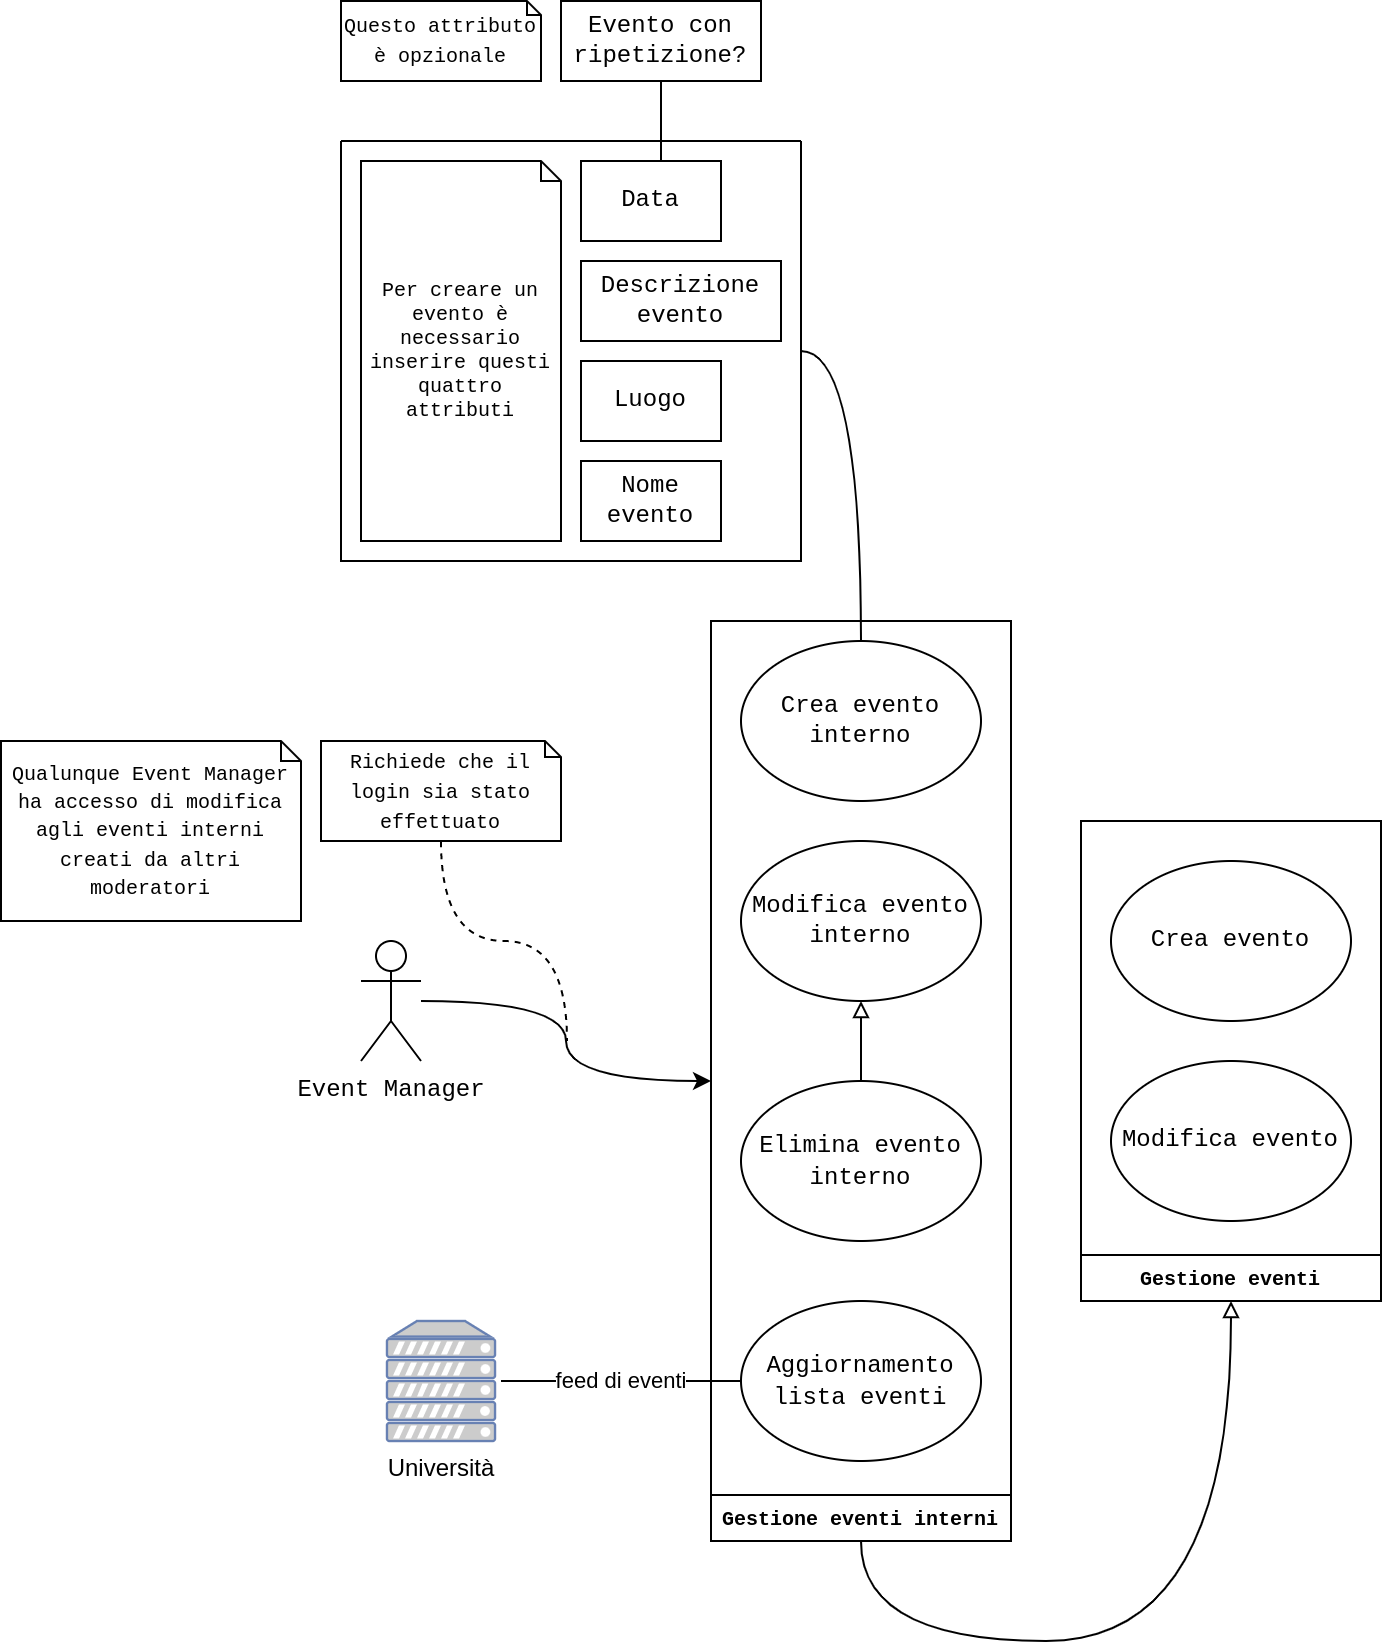 Questo attributo
è opzionale
Evento con
ripetizione?
Per creare un
evento è
necessario
inserire questi
quattro
attributi
Data
Descrizione
evento
Luogo
Nome
evento
Crea evento
interno
Qualunque Event Manager
ha accesso di modifica
agli eventi interni
creati da altri
moderatori
Richiede che il
login sia stato
effettuato
Modifica evento
interno
Crea evento
Event Manager
Elimina evento
interno
Modifica evento
Gestione eventi
Aggiornamento
lista eventi
feed di eventi
Università
Gestione eventi interni